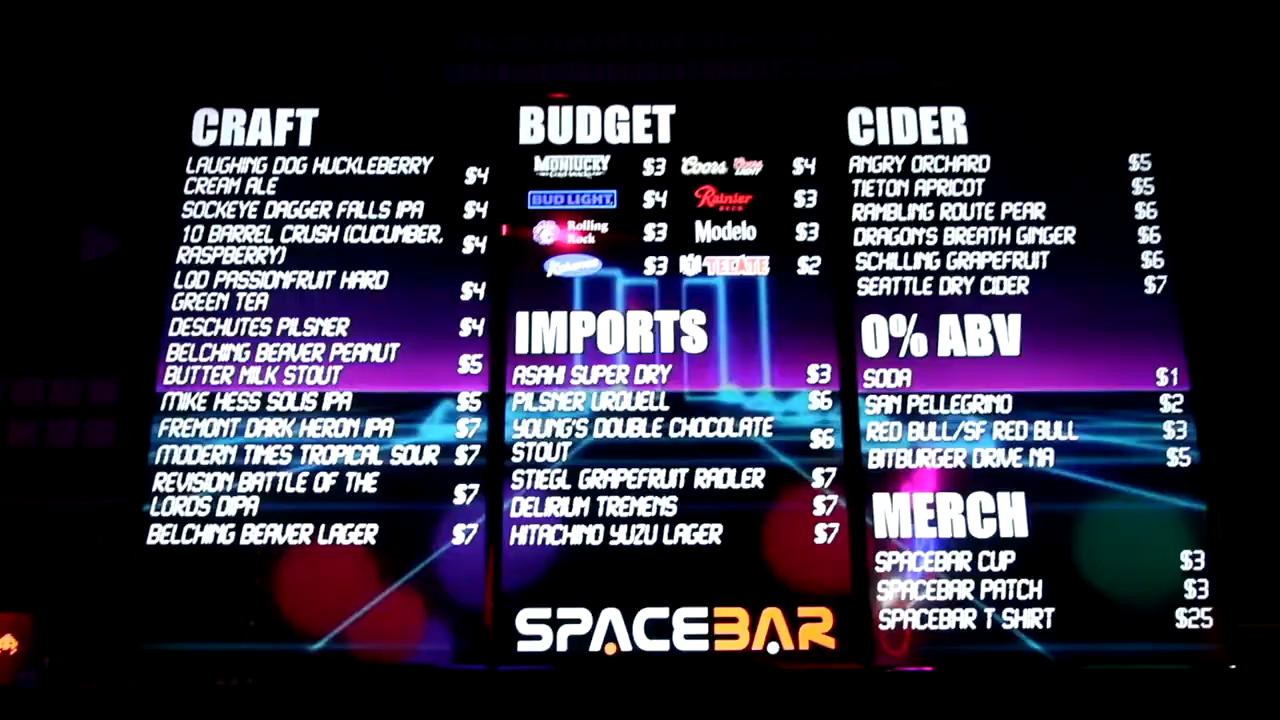 CRAFT
LAUGHING DOG HUCKLEBERRY
CREAM ALE $4
SOCKEYE DAGGER FALLS IPA $4
10 BARREL CRUSH (CUCUMBER,
RASPBERRY) $4
LQD PASSIONFRUIT HARD
GREEN TEA $4
DESCHUTES PILSNER $4
BELCHING BEAVER PEANUT
BUTTER MILK STOUT $5
MIKE HESS SOLIS IPA $5
FREMONT DARK HERON IPA $7
MODERN TIMES TROPICAL SOUR $7
REVISION BATTLE OF THE
LORDS DIPA $7
BELCHING BEAVER LAGER $7
BUDGET
MONTUCKY $3 Coors Coors LIGHT $4
BUD LIGHT $4 Rainier BEER $3
Rolling Rock $3 Modelo $3
$3 TECATE $2
IMPORTS
ASAHI SUPER DRY $3
PILSNER URQUELL $6
YOUNG'S DOUBLE CHOCOLATE
STOUT $6
STIEGL GRAPEFRUIT RADLER $7
DELIRIUM TREMENS $7
HITACHINO YUZU LAGER $7
SPACEBAR
CIDER
ANGRY ORCHARD $5
TIETON APRICOT $5
RAMBLING ROUTE PEAR $6
DRAGON'S BREATH GINGER $6
SCHILLING GRAPEFRUIT $6
SEATTLE DRY CIDER $7
0% ABV
SODA $1
SAN PELLEGRINO $2
RED BULL/SF RED BULL $3
BITBURGER DRIVE NA $5
MERCH
SPACEBAR CUP $3
SPACEBAR PATCH $3
SPACEBAR T SHIRT $25